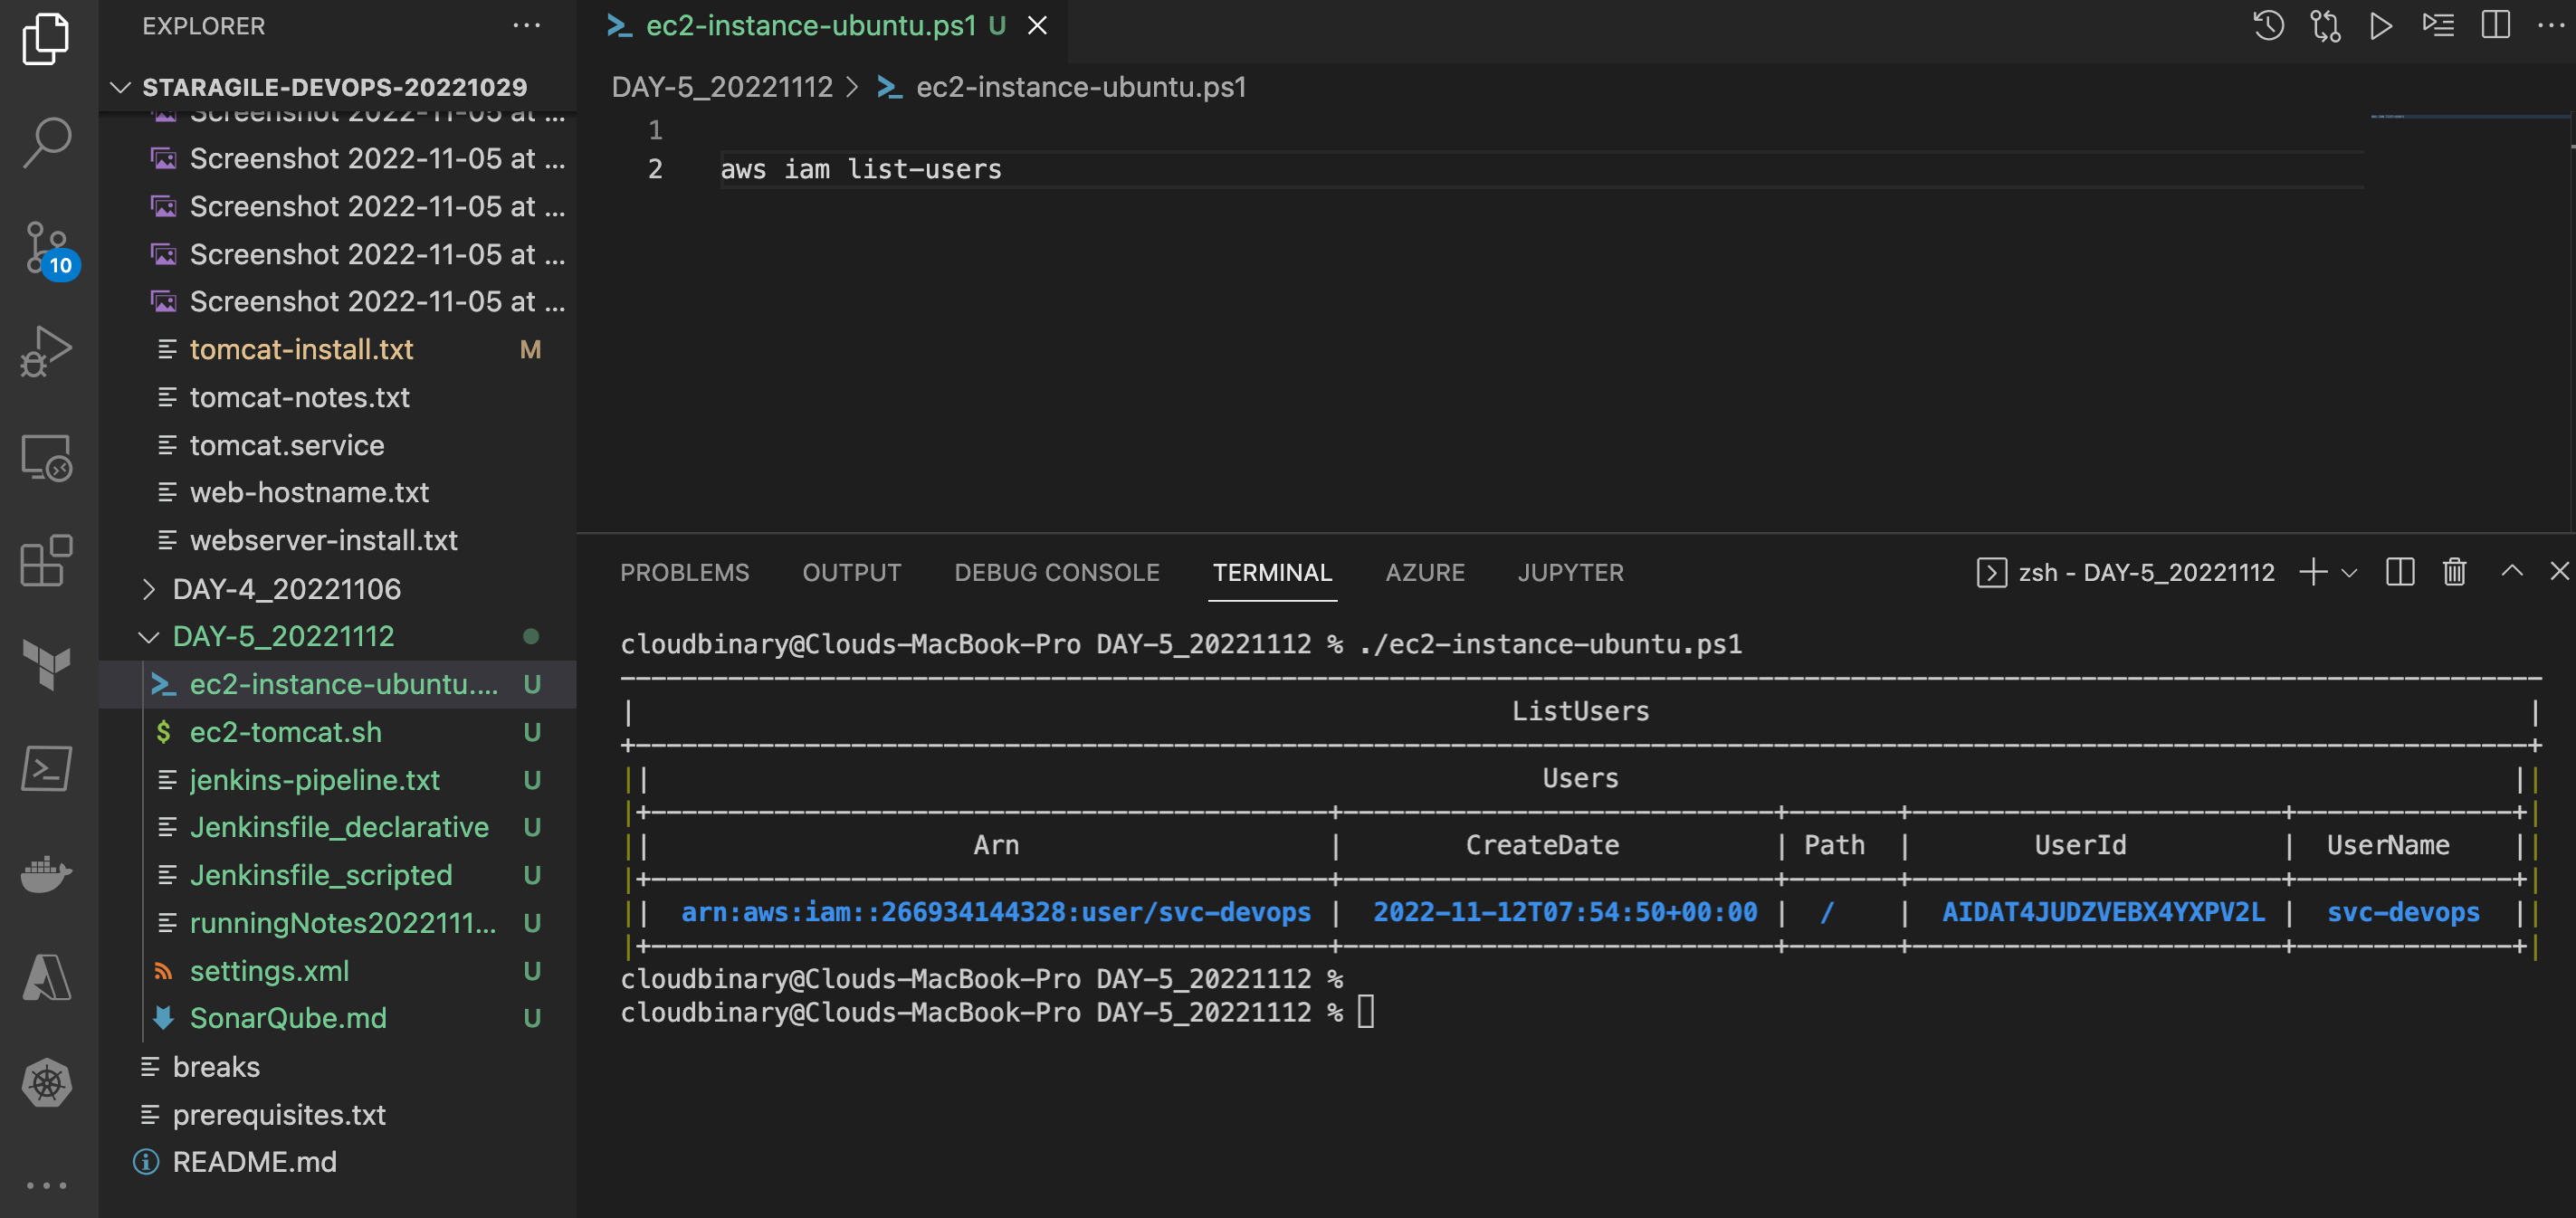 EXPLORER
STARAGILE-DEVOPS-20221029
Screenshot 2022-11-05 at ...
Screenshot 2022-11-05 at ...
Screenshot 2022-11-05 at ...
Screenshot 2022-11-05 at ...
Screenshot 2022-11-05 at ...
tomcat-install.txt M
tomcat-notes.txt
tomcat.service
web-hostname.txt
webserver-install.txt
DAY-4_20221106
DAY-5_20221112
ec2-instance-ubuntu.... U
ec2-tomcat.sh U
jenkins-pipeline.txt U
Jenkinsfile_declarative U
Jenkinsfile_scripted U
runningNotes2022111... U
settings.xml U
SonarQube.md U
breaks
prerequisites.txt
README.md
10
ec2-instance-ubuntu.ps1 U
DAY-5_20221112 > ec2-instance-ubuntu.ps1
1
2 aws iam list-users
PROBLEMS OUTPUT DEBUG CONSOLE TERMINAL AZURE JUPYTER zsh - DAY-5_20221112
cloudbinary@Clouds-MacBook-Pro DAY-5_20221112 % ./ec2-instance-ubuntu.ps1
ListUsers
Users
Arn | CreateDate | Path | UserId | UserName
arn:aws:iam::266934144328:user/svc-devops | 2022-11-12T07:54:50+00:00 | / | AIDAT4JUDZVEBX4YXPV2L | svc-devops
cloudbinary@Clouds-MacBook-Pro DAY-5_20221112 %
cloudbinary@Clouds-MacBook-Pro DAY-5_20221112 %